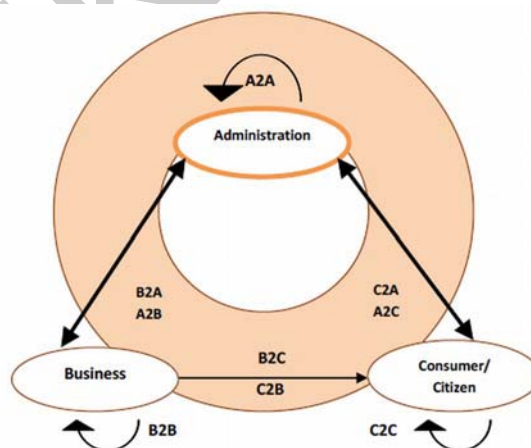 A2A
Administration
B2A
A2B
C2A
A2C
B2C
C2B
Business
Consumer/
Citizen
B2B
C2C